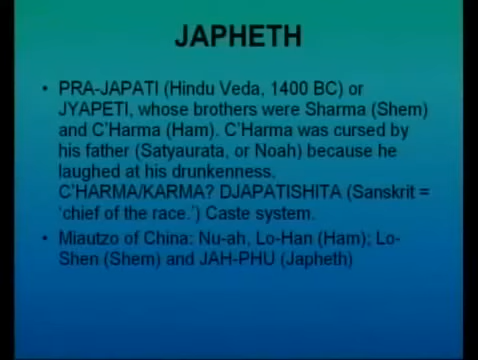 JAPHETH
• PRA-JAPATI (Hindu Veda, 1400 BC) or
JYAPETI, whose brothers were Sharma (Shem)
and C'Harma (Ham). C'Harma was cursed by
his father (Satyaurata, or Noah) because he
laughed at his drunkenness.
C'HARMA/KARMA? DJAPATISHITA (Sanskrit =
'chief of the race.') Caste system.
• Miautzo of China: Nu-ah, Lo-Han (Ham); Lo-
Shen (Shem) and JAH-PHU (Japheth)